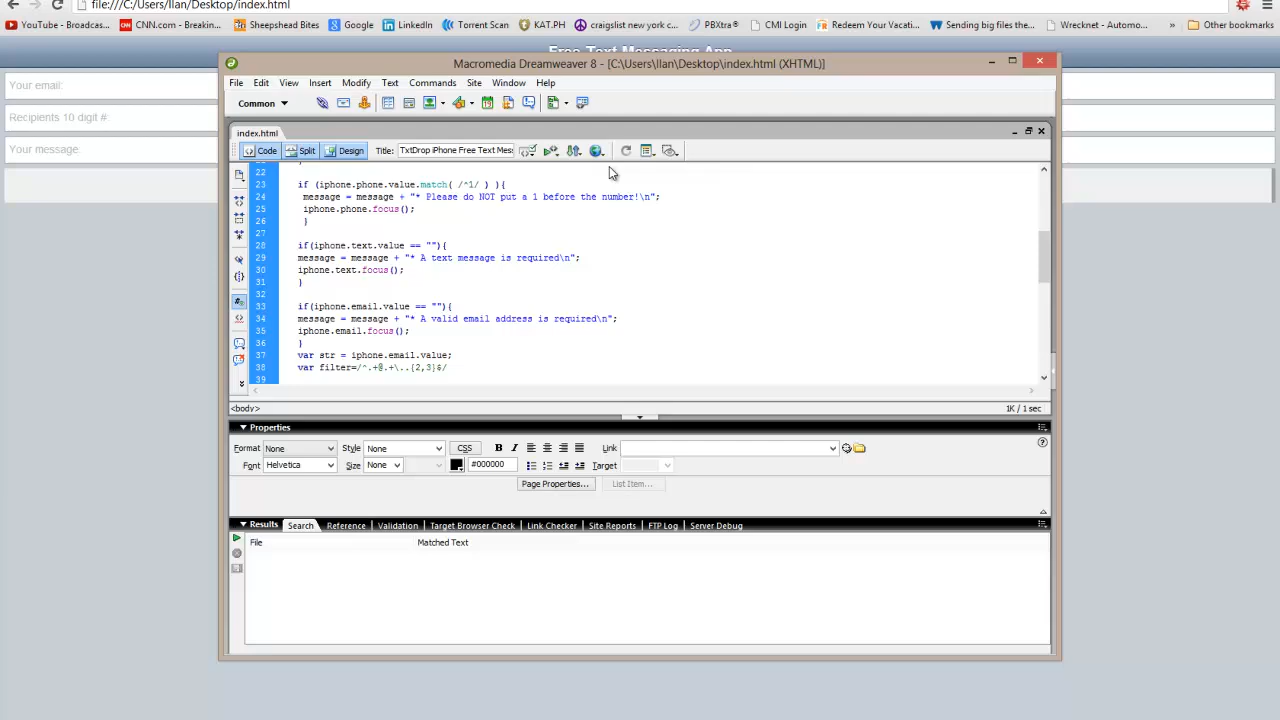 file:///C:/Users/Ilan/Desktop/index.html
YouTube - Broadcas... CNN.com - Breakin... Sheepshead Bites Google LinkedIn Torrent Scan KAT.PH craigslist new york c... BBXtra® CMI Login Redeem Your Vacati... Sending big files the... Wrecknet - Automo... » Other bookmarks
Free Text Messaging App
Your email:
Recipients 10 digit #
Your message
Macromedia Dreamweaver 8 - [C:\Users\Ilan\Desktop\index.html (XHTML)]
File Edit View Insert Modify Text Commands Site Window Help
Common
index.html
Code Split Design Title: TxtDrop iPhone Free Text Mess
22
23 if (iphone.phone.value.match( /^1/ ) ){
24 message = message + "* Please do NOT put a 1 before the number!\n";
25 iphone.phone.focus();
26 }
27
28 if(iphone.text.value == ""){
29 message = message + "* A text message is required\n";
30 iphone.text.focus();
31 }
32
33 if(iphone.email.value == ""){
34 message = message + "* A valid email address is required\n";
35 iphone.email.focus();
36 }
37 var str = iphone.email.value;
38 var filter=/^.+@.+\..{2,3}$/
39
<body> 1K / 1 sec
Properties
Format None Style None CSS B I Link
Font Helvetica Size None #000000 Target
Page Properties... List Item...
Results Search Reference Validation Target Browser Check Link Checker Site Reports FTP Log Server Debug
File Matched Text